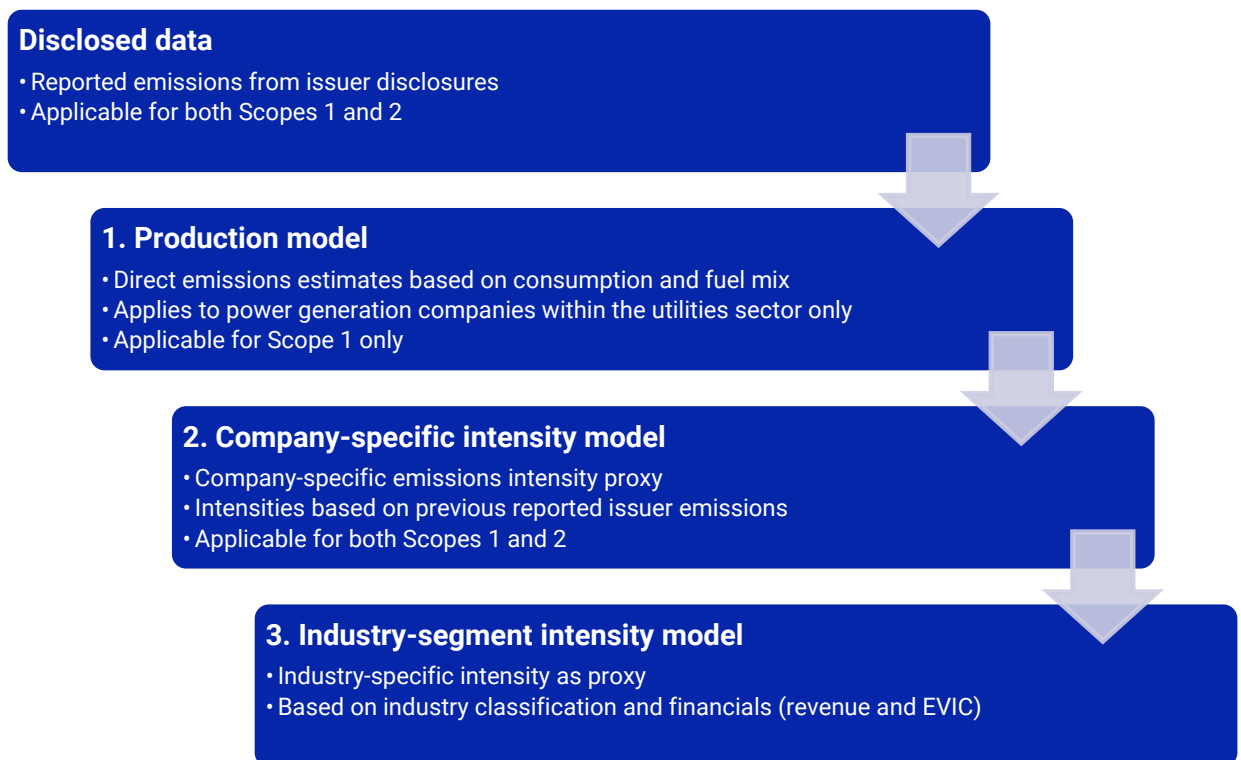 Disclosed data
• Reported emissions from issuer disclosures
• Applicable for both Scopes 1 and 2
1. Production model
• Direct emissions estimates based on consumption and fuel mix
• Applies to power generation companies within the utilities sector only
• Applicable for Scope 1 only
2. Company-specific intensity model
• Company-specific emissions intensity proxy
• Intensities based on previous reported issuer emissions
• Applicable for both Scopes 1 and 2
3. Industry-segment intensity model
• Industry-specific intensity as proxy
• Based on industry classification and financials (revenue and EVIC)